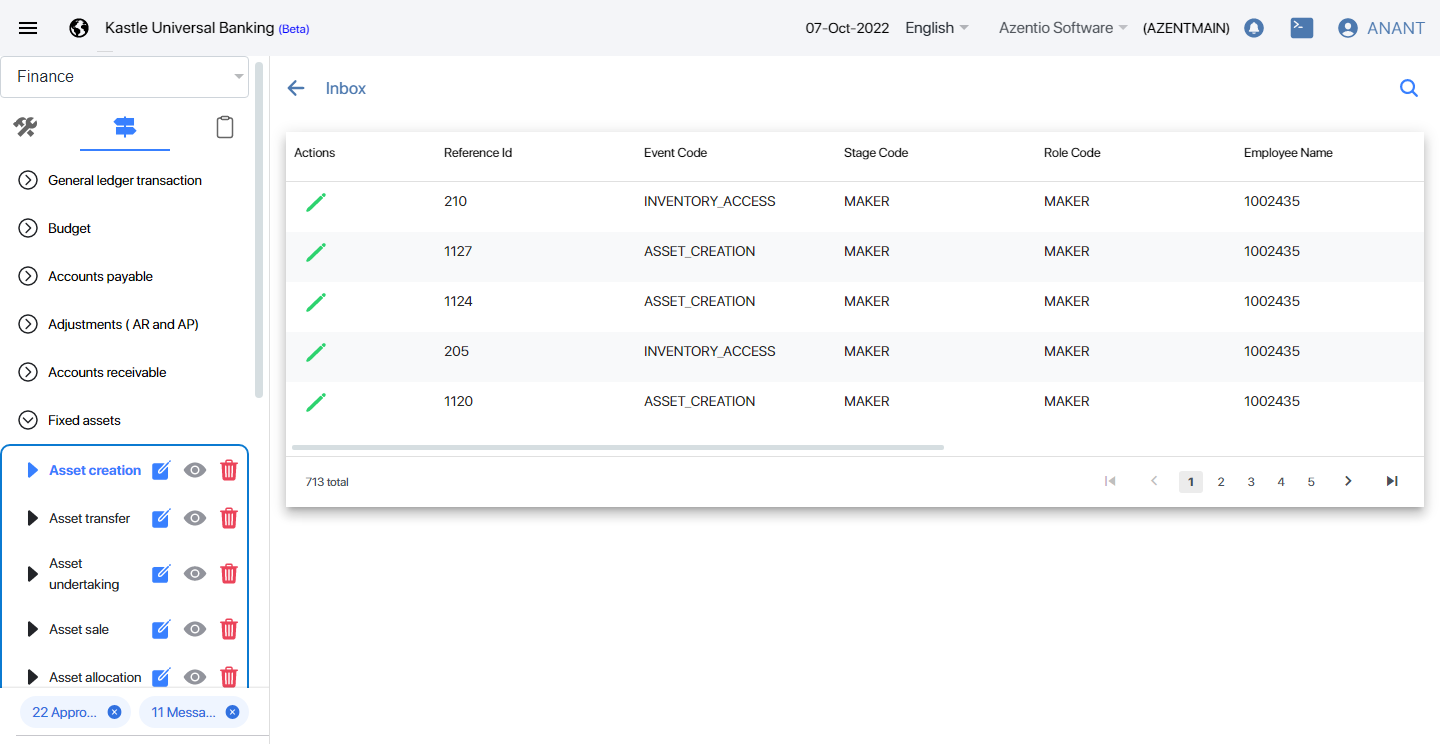 Kastle Universal Banking (Beta)
07-Oct-2022 English Azentio Software (AZENTMAIN) ANANT
Finance
General ledger transaction
Budget
Accounts payable
Adjustments ( AR and AP)
Accounts receivable
Fixed assets
Asset creation
Asset transfer
Asset
undertaking
Asset sale
Asset allocation
22 Appro... 11 Messa...
Inbox
Actions Reference Id Event Code Stage Code Role Code Employee Name
210 INVENTORY_ACCESS MAKER MAKER 1002435
1127 ASSET_CREATION MAKER MAKER 1002435
1124 ASSET_CREATION MAKER MAKER 1002435
205 INVENTORY_ACCESS MAKER MAKER 1002435
1120 ASSET_CREATION MAKER MAKER 1002435
713 total 1 2 3 4 5